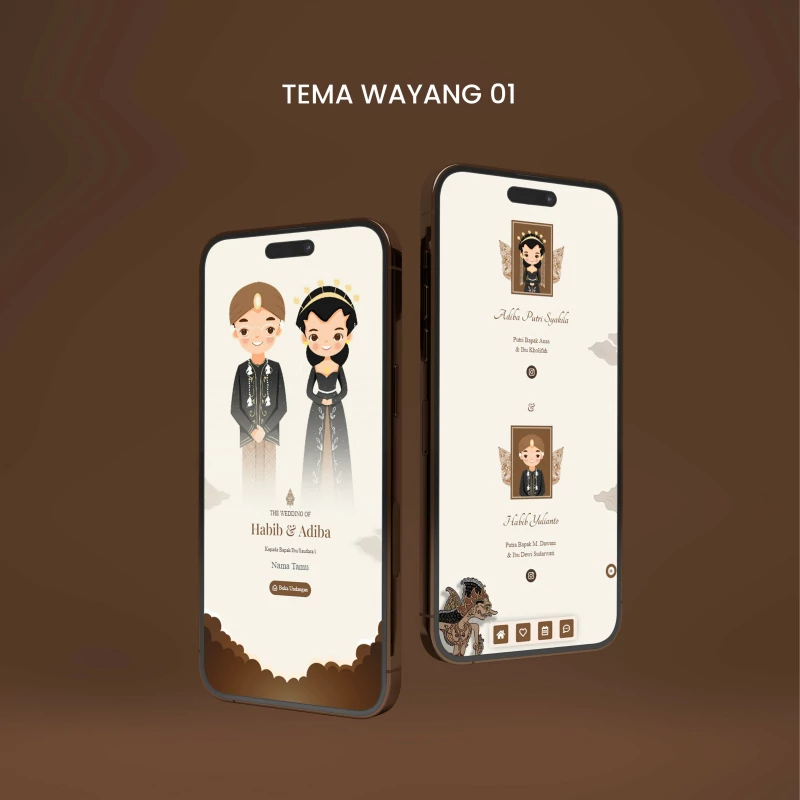 TEMA WAYANG 01
THE WEDDING OF
Habib & Adiba
Kepada Bapak/Ibu/Saudara/i
Nama Tamu
Buka Undangan
Adiba Putri Syakila
Putri Bapak Anas
& Ibu Kholifah
&
Habib Yulianto
Putra Bapak M. Dawam
& Ibu Dewi Sudarwati